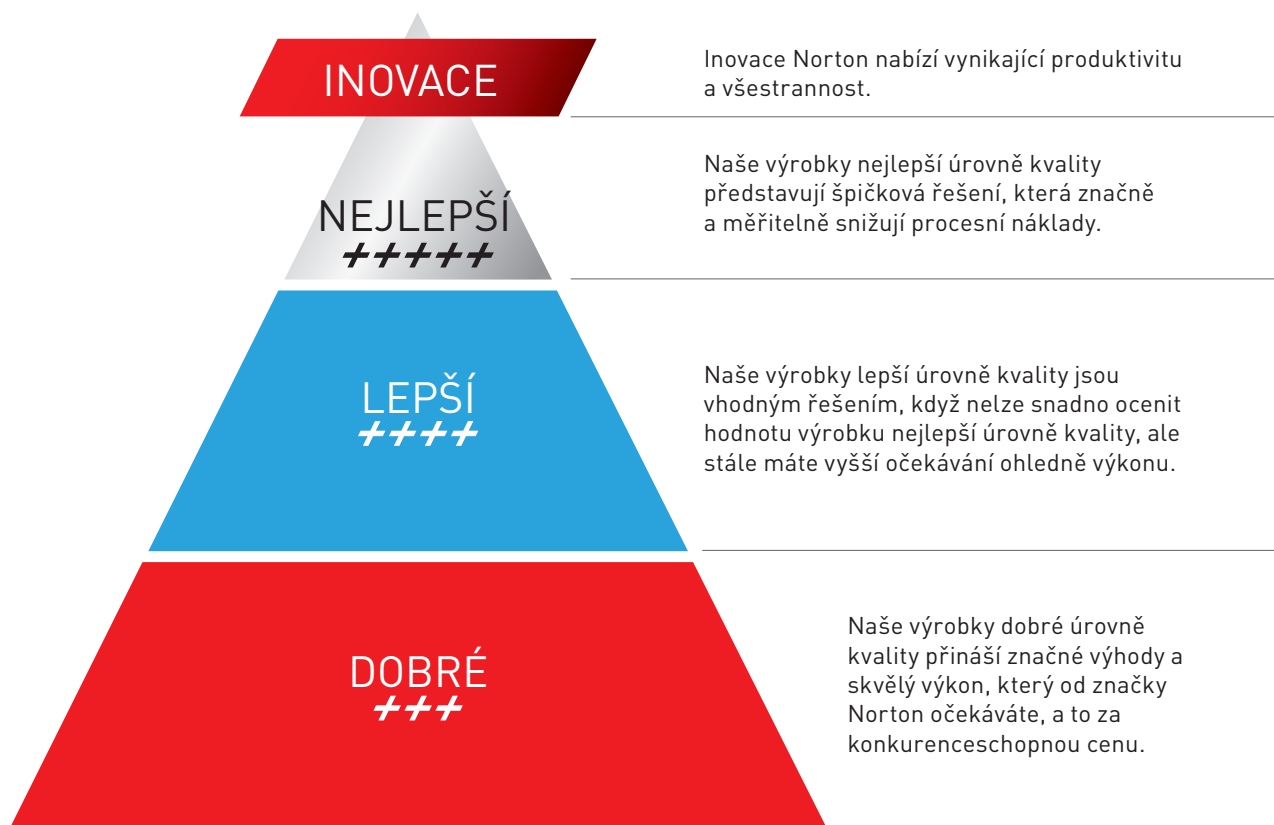 INOVACE
Inovace Norton nabízí vynikající produktivitu
a všestrannost.
NEJLEPŠÍ
+++++
Naše výrobky nejlepší úrovně kvality
představují špičková řešení, která značně
a měřitelně snižují procesní náklady.
LEPŠÍ
++++
Naše výrobky lepší úrovně kvality jsou
vhodným řešením, když nelze snadno ocenit
hodnotu výrobku nejlepší úrovně kvality, ale
stále máte vyšší očekávání ohledně výkonu.
DOBRÉ
+++
Naše výrobky dobré úrovně
kvality přináší značné výhody a
skvělý výkon, který od značky
Norton očekáváte, a to za
konkurenceschopnou cenu.